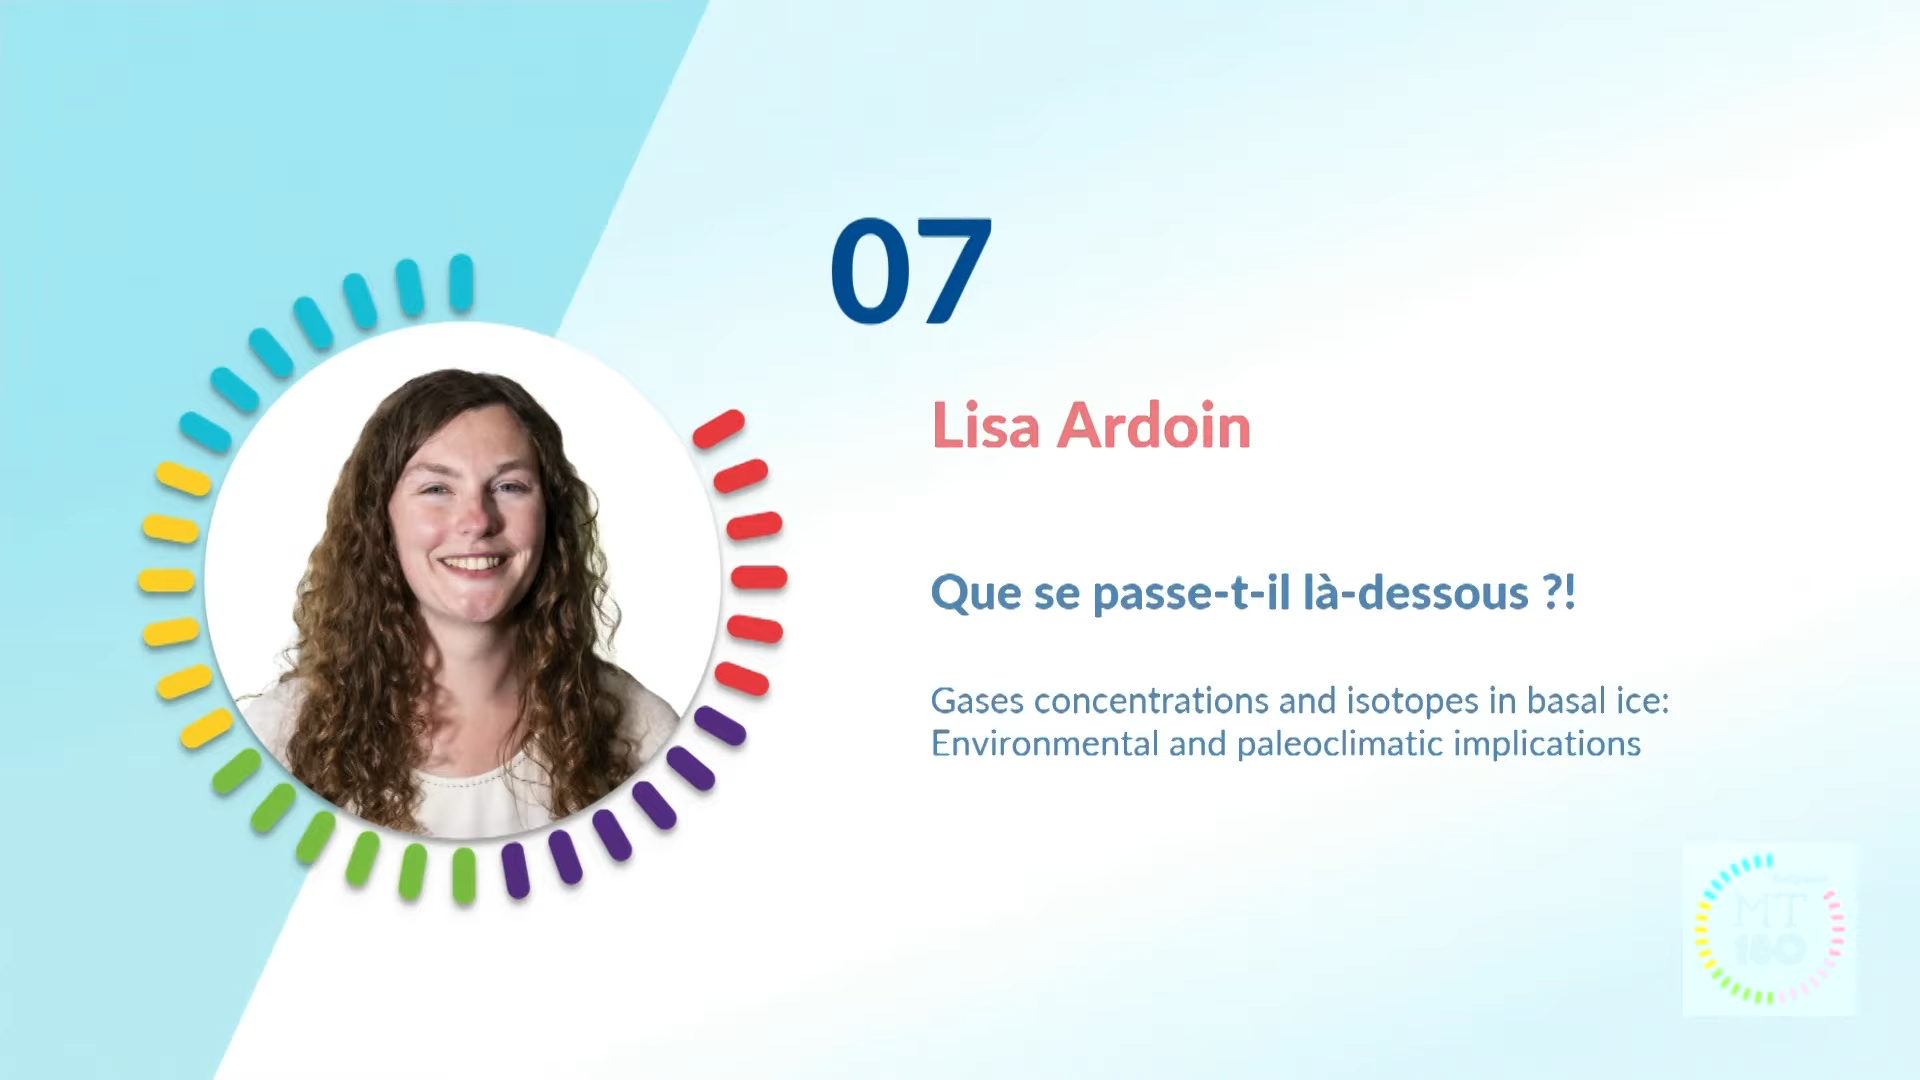 07
Lisa Ardoin
Que se passe-t-il là-dessous ?!
Gases concentrations and isotopes in basal ice:
Environmental and paleoclimatic implications
MT
180